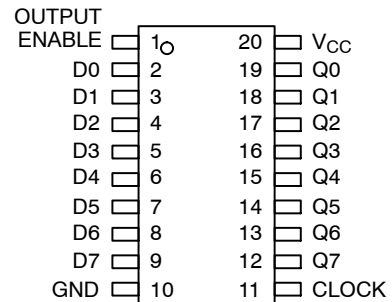 OUTPUT
ENABLE 1 20 VCC
D0 2 19 Q0
D1 3 18 Q1
D2 4 17 Q2
D3 5 16 Q3
D4 6 15 Q4
D5 7 14 Q5
D6 8 13 Q6
D7 9 12 Q7
GND 10 11 CLOCK